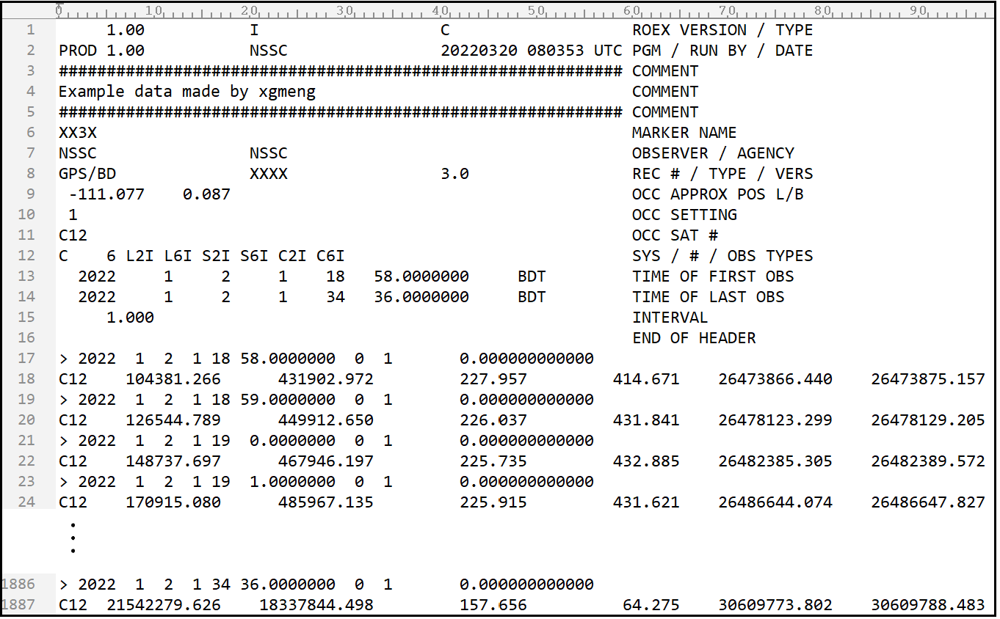 0 10 20 30 40 50 60 70 80 90
1 1.00 I C ROEX VERSION / TYPE
2 PROD 1.00 NSSC 20220320 080353 UTC PGM / RUN BY / DATE
3 ########################################################### COMMENT
4 Example data made by xgmeng COMMENT
5 ########################################################### COMMENT
6 XX3X MARKER NAME
7 NSSC NSSC OBSERVER / AGENCY
8 GPS/BD XXXX 3.0 REC # / TYPE / VERS
9 -111.077 0.087 OCC APPROX POS L/B
10 1 OCC SETTING
11 C12 OCC SAT #
12 C 6 L2I L6I S2I S6I C2I C6I SYS / # / OBS TYPES
13 2022 1 2 1 18 58.0000000 BDT TIME OF FIRST OBS
14 2022 1 2 1 34 36.0000000 BDT TIME OF LAST OBS
15 1.000 INTERVAL
16 END OF HEADER
17 > 2022 1 2 1 18 58.0000000 0 1 0.000000000000
18 C12 104381.266 431902.972 227.957 414.671 26473866.440 26473875.157
19 > 2022 1 2 1 18 59.0000000 0 1 0.000000000000
20 C12 126544.789 449912.650 226.037 431.841 26478123.299 26478129.205
21 > 2022 1 2 1 19 0.0000000 0 1 0.000000000000
22 C12 148737.697 467946.197 225.735 432.885 26482385.305 26482389.572
23 > 2022 1 2 1 19 1.0000000 0 1 0.000000000000
24 C12 170915.080 485967.135 225.915 431.621 26486644.074 26486647.827
1886 > 2022 1 2 1 34 36.0000000 0 1 0.000000000000
1887 C12 21542279.626 18337844.498 157.656 64.275 30609773.802 30609788.483